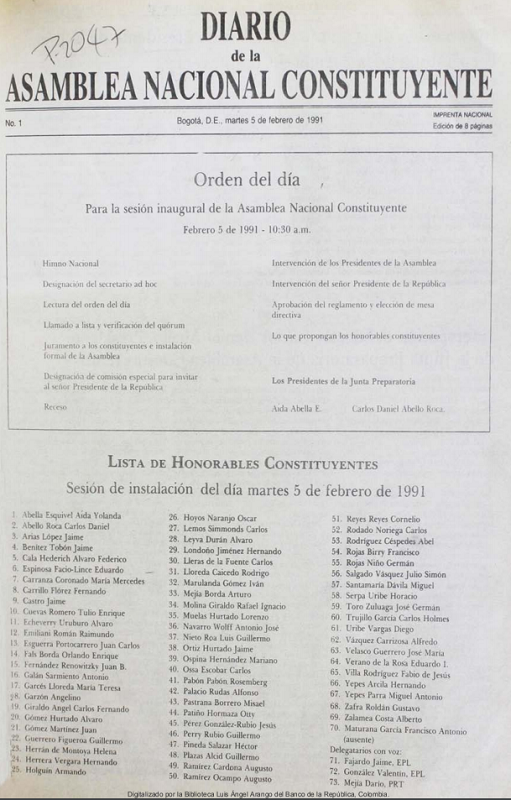 P-2047
DIARIO
de la
ASAMBLEA NACIONAL CONSTITUYENTE
No. 1
Bogotá, D.E., martes 5 de febrero de 1991
IMPRENTA NACIONAL
Edición de 8 páginas
Orden del día
Para la sesión inaugural de la Asamblea Nacional Constituyente
Febrero 5 de 1991 - 10:30 a.m.
Himno Nacional
Designación del secretario ad hoc
Lectura del orden del día
Llamado a lista y verificación del quórum
Juramento a los constituyentes e instalación
formal de la Asamblea
Designación de comisión especial para invitar
al señor Presidente de la República
Receso
Intervención de los Presidentes de la Asamblea
Intervención del señor Presidente de la República
Aprobación del reglamento y elección de mesa
directiva
Lo que propongan los honorables constituyentes
Los Presidentes de la Junta Preparatoria
Aida Abella E. Carlos Daniel Abello Roca.
LISTA DE HONORABLES CONSTITUYENTES
Sesión de instalación del día martes 5 de febrero de 1991
1. Abella Esquivel Aida Yolanda
2. Abello Roca Carlos Daniel
3. Arias López Jaime
4. Benítez Tobón Jaime
5. Cala Hederich Alvaro Federico
6. Espinosa Facio-Lince Eduardo
7. Carranza Coronado María Mercedes
8. Carrillo Flórez Fernando
9. Castro Jaime
10. Cuevas Romero Tulio Enrique
11. Echeverry Uruburo Alvaro
12. Emiliani Román Raimundo
13. Esguerra Portocarrero Juan Carlos
14. Fals Borda Orlando Enrique
15. Fernández Renowitzky Juan B.
16. Galán Sarmiento Antonio
17. Garcés Lloreda María Teresa
18. Garzón Angelino
19. Giraldo Angel Carlos Fernando
20. Gómez Hurtado Alvaro
21. Gómez Martínez Juan
22. Guerrero Figueroa Guillermo
23. Herrán de Montoya Helena
24. Herrera Vergara Hernando
25. Holguín Armando
26. Hoyos Naranjo Oscar
27. Lemos Simmonds Carlos
28. Leyva Durán Alvaro
29. Londoño Jiménez Hernando
30. Lleras de la Fuente Carlos
31. Lloreda Caicedo Rodrigo
32. Marulanda Gómez Iván
33. Mejía Borda Arturo
34. Molina Giraldo Rafael Ignacio
35. Muelas Hurtado Lorenzo
36. Navarro Wolff Antonio José
37. Nieto Roa Luis Guillermo
38. Ortiz Hurtado Jaime
39. Ospina Hernández Mariano
40. Ossa Escobar Carlos
41. Pabón Pabón Rosemberg
42. Palacio Rudas Alfonso
43. Pastrana Borrero Misael
44. Patiño Hormaza Otty
45. Pérez González-Rubio Jesús
46. Perry Rubio Guillermo
47. Pineda Salazar Héctor
48. Plazas Alcid Guillermo
49. Ramírez Cardona Augusto
50. Ramírez Ocampo Augusto
51. Reyes Reyes Cornelio
52. Rodado Noriega Carlos
53. Rodríguez Céspedes Abel
54. Rojas Birry Francisco
55. Rojas Niño Germán
56. Salgado Vásquez Julio Simón
57. Santamaría Dávila Miguel
58. Serpa Uribe Horacio
59. Toro Zuluaga José Germán
60. Trujillo García Carlos Holmes
61. Uribe Vargas Diego
62. Vázquez Carrizosa Alfredo
63. Velasco Guerrero José María
64. Verano de la Rosa Eduardo I.
65. Villa Rodríguez Fabio de Jesús
66. Yepes Arcila Hernando
67. Yepes Parra Miguel Antonio
68. Zafra Roldán Gustavo
69. Zalamea Costa Alberto
70. Maturana García Francisco Antonio
(ausente)
Delegatarios con voz:
71. Fajardo Jaime, EPL
72. González Valentín, EPL
73. Mejía Darío, PRT
Digitalizado por la Biblioteca Luis Ángel Arango del Banco de la República, Colombia.